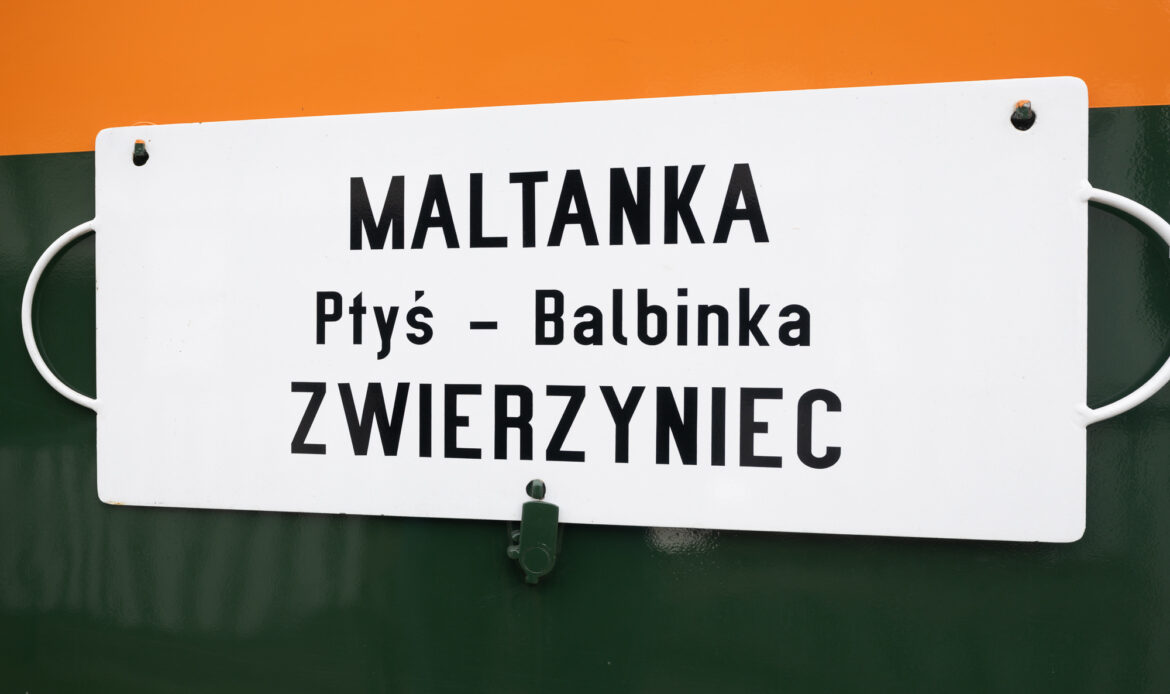 MALTANKA
Ptyś – Balbinka
ZWIERZYNIEC